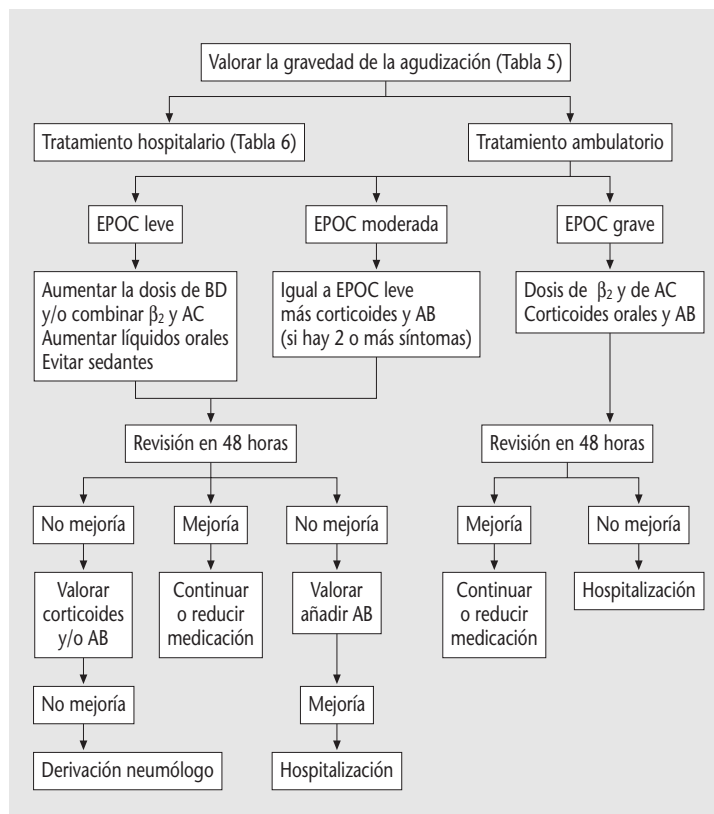 Valorar la gravedad de la agudización (Tabla 5)
Tratamiento hospitalario (Tabla 6)
Tratamiento ambulatorio
EPOC leve
EPOC moderada
EPOC grave
Aumentar la dosis de BD
y/o combinar β₂ y AC
Aumentar líquidos orales
Evitar sedantes
Igual a EPOC leve
más corticoides y AB
(si hay 2 o más síntomas)
Dosis de β₂ y de AC
Corticoides orales y AB
Revisión en 48 horas
Revisión en 48 horas
No mejoría
Mejoría
No mejoría
Mejoría
No mejoría
Valorar
corticoides
y/o AB
Continuar
o reducir
medicación
Valorar
añadir AB
Continuar
o reducir
medicación
Hospitalización
No mejoría
Mejoría
Derivación neumólogo
Hospitalización